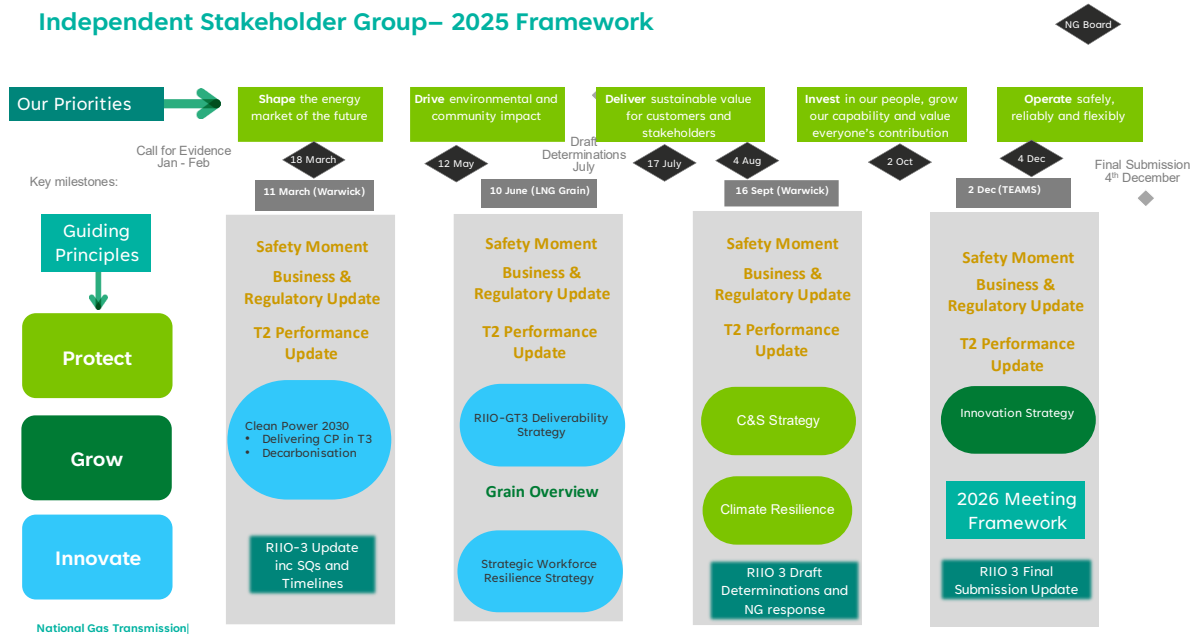 Independent Stakeholder Group– 2025 Framework
NG Board
Our Priorities
Shape the energy
market of the future
Drive environmental and
community impact
Deliver sustainable value
for customers and
stakeholders
Invest in our people, grow
our capability and value
everyone's contribution
Operate safely,
reliably and flexibly
Call for Evidence
Jan - Feb
18 March
12 May
Draft
Determinations
July
17 July
4 Aug
2 Oct
4 Dec
Final Submission
4th December
Key milestones:
11 March (Warwick)
10 June (LNG Grain)
16 Sept (Warwick)
2 Dec (TEAMS)
Guiding
Principles
Protect
Grow
Innovate
Safety Moment
Business &
Regulatory Update
T2 Performance
Update
Clean Power 2030
• Delivering CP in T3
• Decarbonisation
RIIO-3 Update
inc SQs and
Timelines
Safety Moment
Business &
Regulatory Update
T2 Performance
Update
RIIO-GT3 Deliverability
Strategy
Grain Overview
Strategic Workforce
Resilience Strategy
Safety Moment
Business &
Regulatory Update
T2 Performance
Update
C&S Strategy
Climate Resilience
RIIO 3 Draft
Determinations and
NG response
Safety Moment
Business &
Regulatory Update
T2 Performance
Update
Innovation Strategy
2026 Meeting
Framework
RIIO 3 Final
Submission Update
National Gas Transmission|